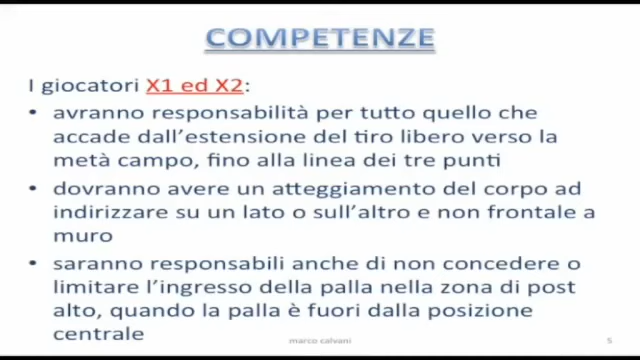 COMPETENZE
I giocatori X1 ed X2:
• avranno responsabilità per tutto quello che
accade dall'estensione del tiro libero verso la
metà campo, fino alla linea dei tre punti
• dovranno avere un atteggiamento del corpo ad
indirizzare su un lato o sull'altro e non frontale a
muro
• saranno responsabili anche di non concedere o
limitare l'ingresso della palla nella zona di post
alto, quando la palla è fuori dalla posizione
centrale
marco calvani
5